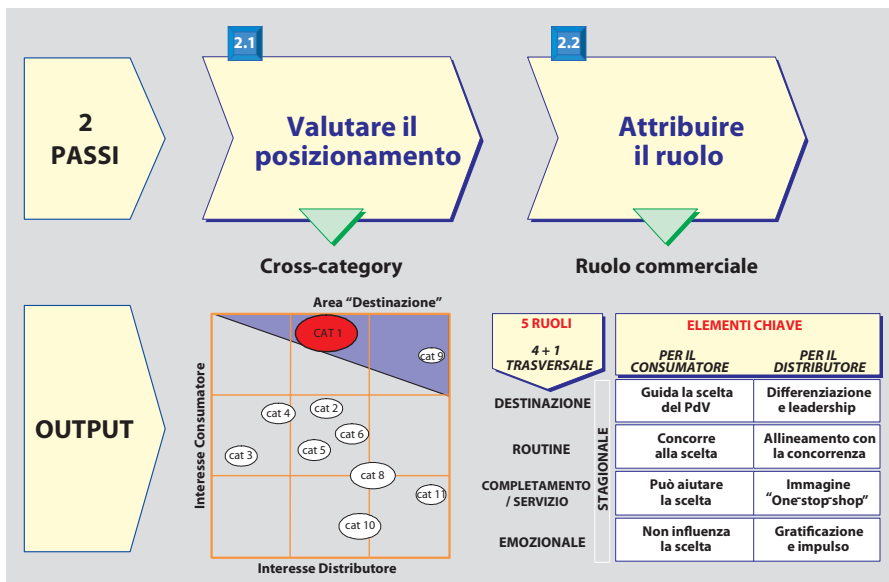 2.1
2.2
2
PASSI
Valutare il
posizionamento
Attribuire
il ruolo
Cross-category
Ruolo commerciale
OUTPUT
Area “Destinazione”
Interesse Consumatore
CAT 1
cat 9
cat 4
cat 2
cat 6
cat 3
cat 5
cat 8
cat 11
cat 10
Interesse Distributore
5 RUOLI
4 + 1
TRASVERSALE
ELEMENTI CHIAVE
PER IL
CONSUMATORE
PER IL
DISTRIBUTORE
STAGIONALE
DESTINAZIONE
Guida la scelta
del PdV
Differenziazione
e leadership
ROUTINE
Concorre
alla scelta
Allineamento con
la concorrenza
COMPLETAMENTO
/ SERVIZIO
Può aiutare
la scelta
Immagine
“One-stop-shop”
EMOZIONALE
Non influenza
la scelta
Gratificazione
e impulso